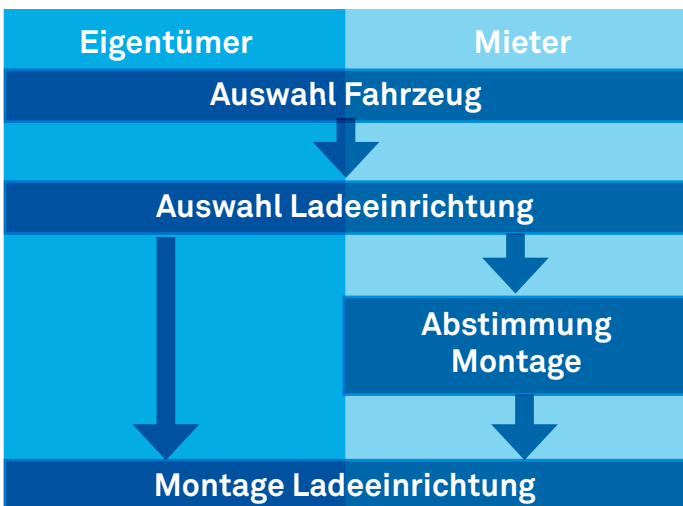 Eigentümer
Mieter
Auswahl Fahrzeug
Auswahl Ladeeinrichtung
Abstimmung
Montage
Montage Ladeeinrichtung